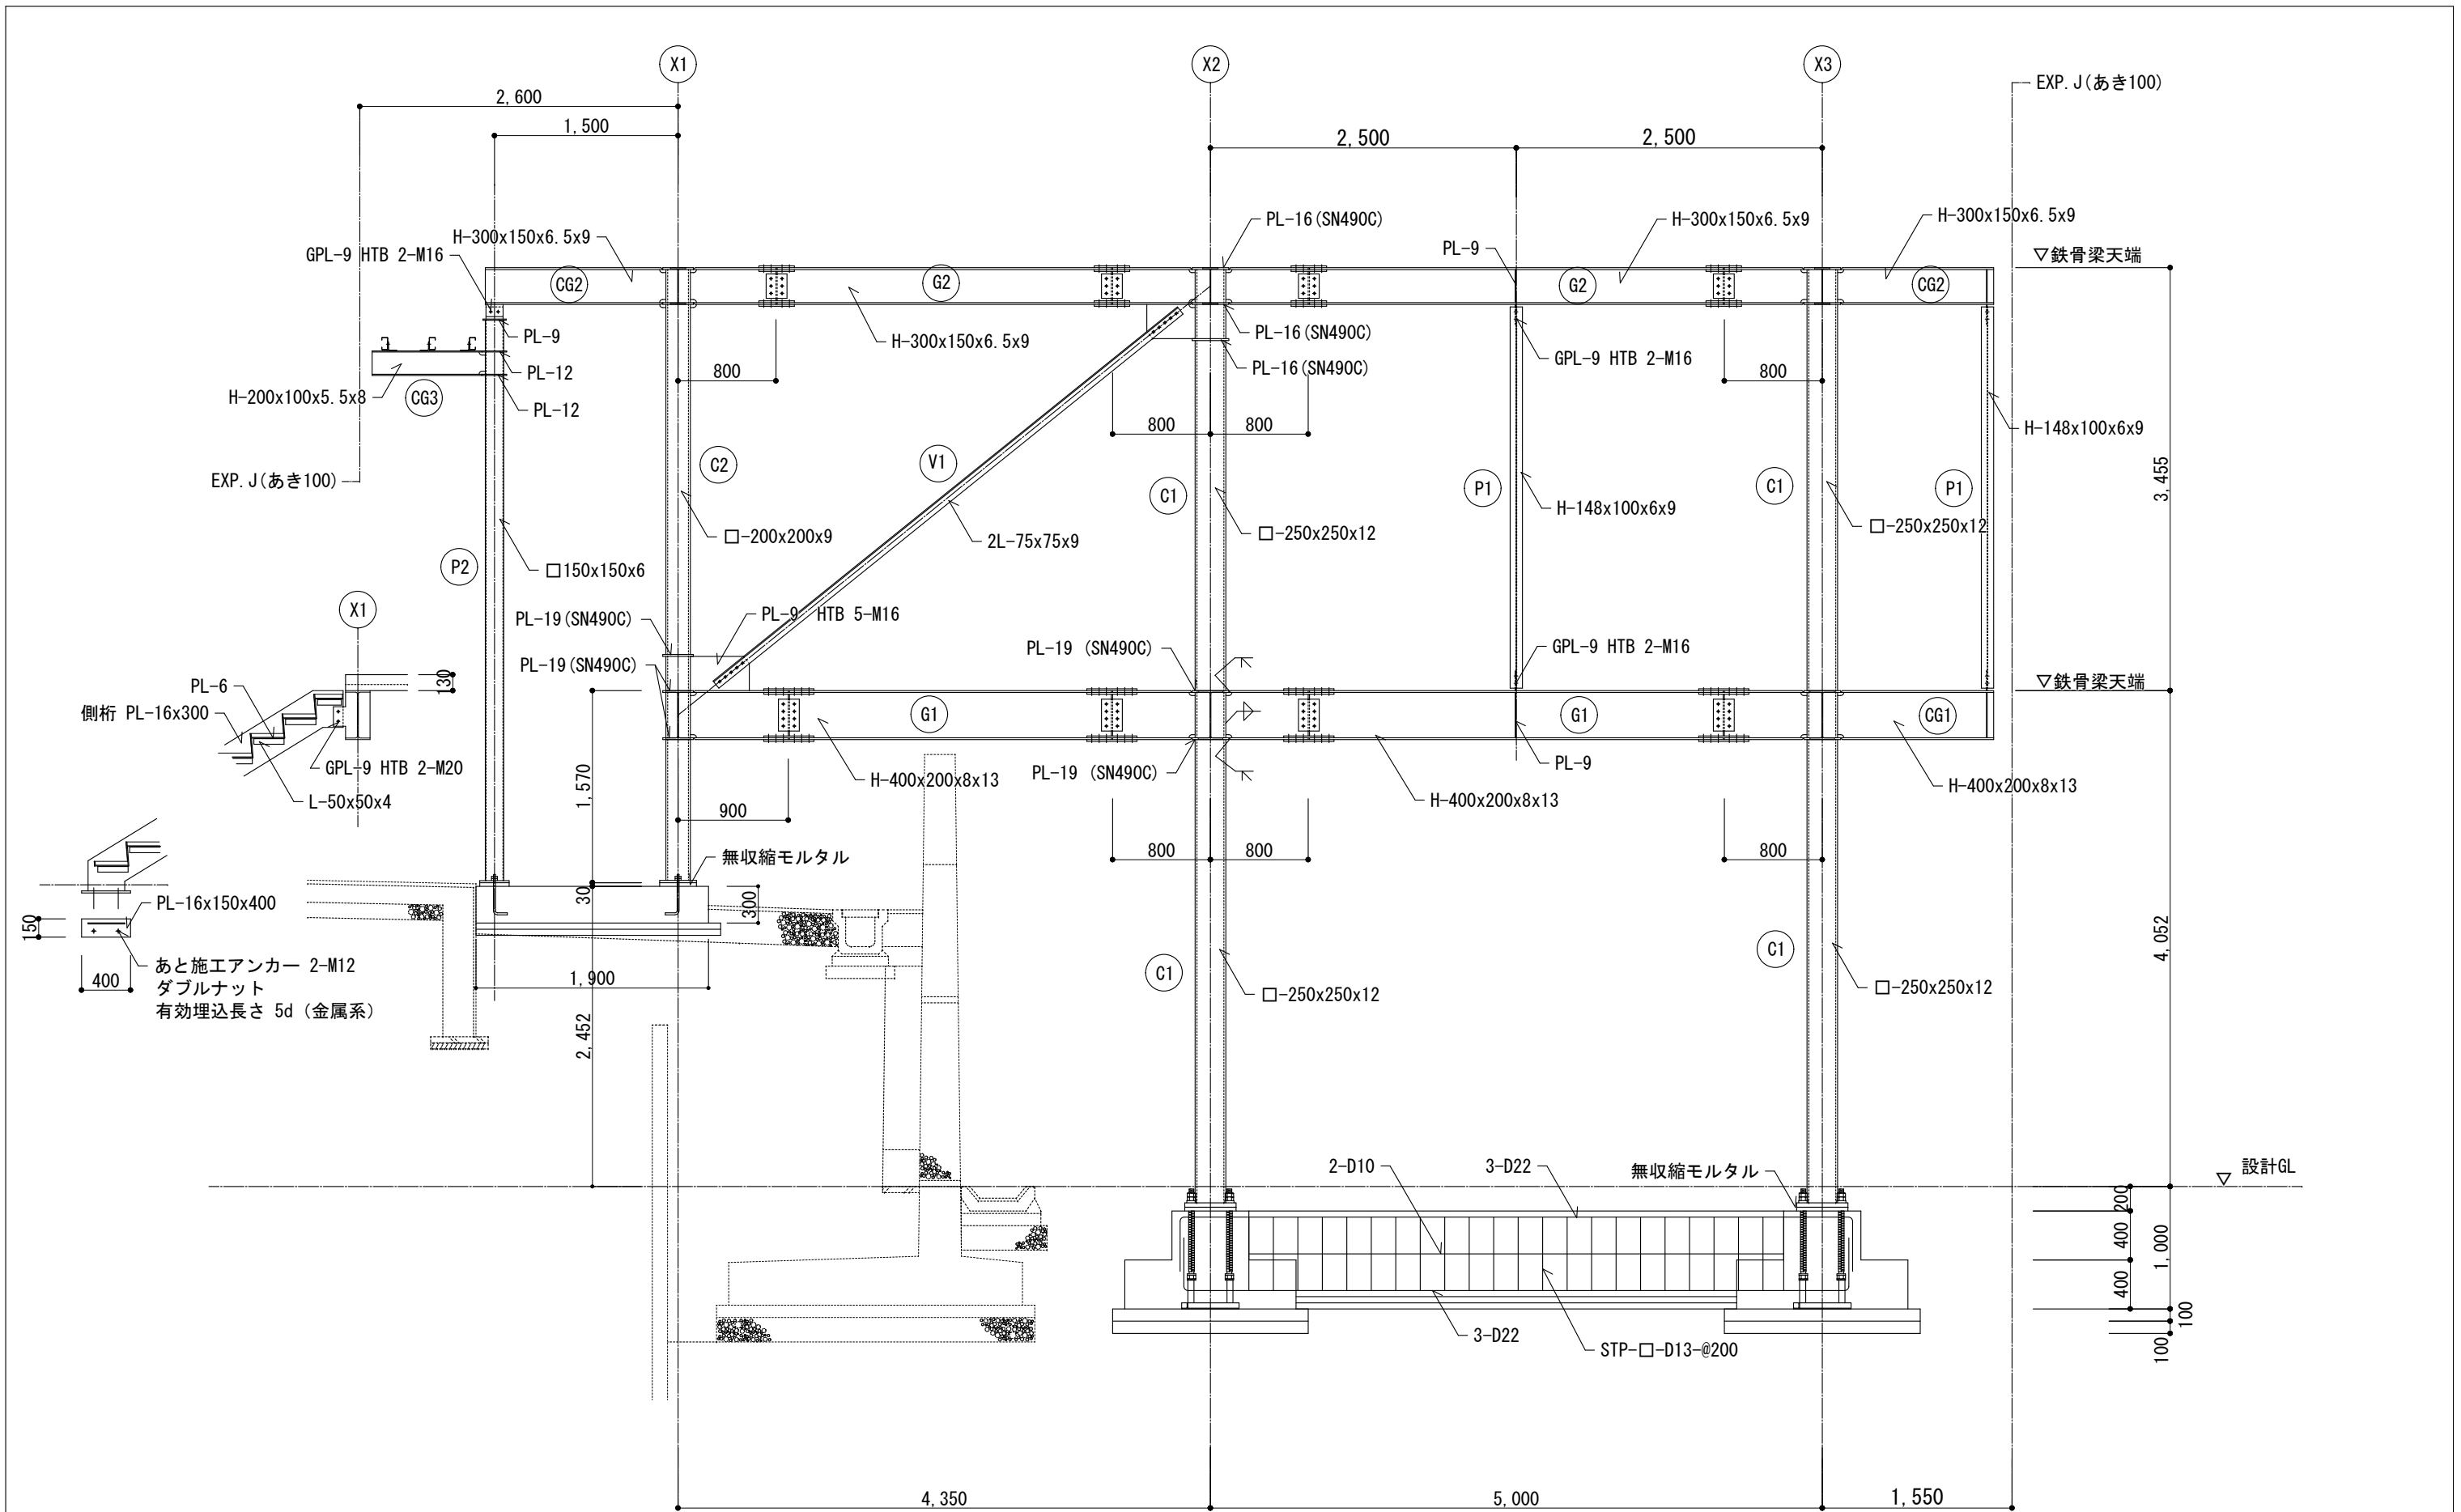 X1
X2
X3
EXP.J(あき100)
2,600
1,500
2,500
2,500
PL-16(SN490C)
H-300x150x6.5x9
H-300x150x6.5x9
H-300x150x6.5x9
GPL-9 HTB 2-M16
PL-9
▽鉄骨梁天端
CG2
G2
G2
CG2
PL-9
PL-16(SN490C)
H-300x150x6.5x9
GPL-9 HTB 2-M16
PL-12
PL-16(SN490C)
800
800
H-200x100x5.5x8
CG3
PL-12
800
800
H-148x100x6x9
C2
V1
EXP.J(あき100)
C1
P1
C1
P1
3,455
H-148x100x6x9
□-200x200x9
2L-75x75x9
□-250x250x12
□-250x250x12
P2
□150x150x6
X1
PL-19(SN490C)
PL-9 HTB 5-M16
PL-19 (SN490C)
GPL-9 HTB 2-M16
PL-19(SN490C)
▽鉄骨梁天端
PL-6
130
側桁 PL-16x300
G1
G1
CG1
GPL-9 HTB 2-M20
PL-19 (SN490C)
PL-9
1,570
H-400x200x8x13
H-400x200x8x13
H-400x200x8x13
L-50x50x4
900
800
800
800
無収縮モルタル
30
300
PL-16x150x400
150
4,052
C1
C1
あと施工アンカー 2-M12
ダブルナット
有効埋込長さ 5d (金属系)
400
1,900
□-250x250x12
□-250x250x12
2,452
2-D10
3-D22
無収縮モルタル
設計GL
▽
200
400
1,000
400
100
100
3-D22
STP-□-D13-@200
4,350
5,000
1,550